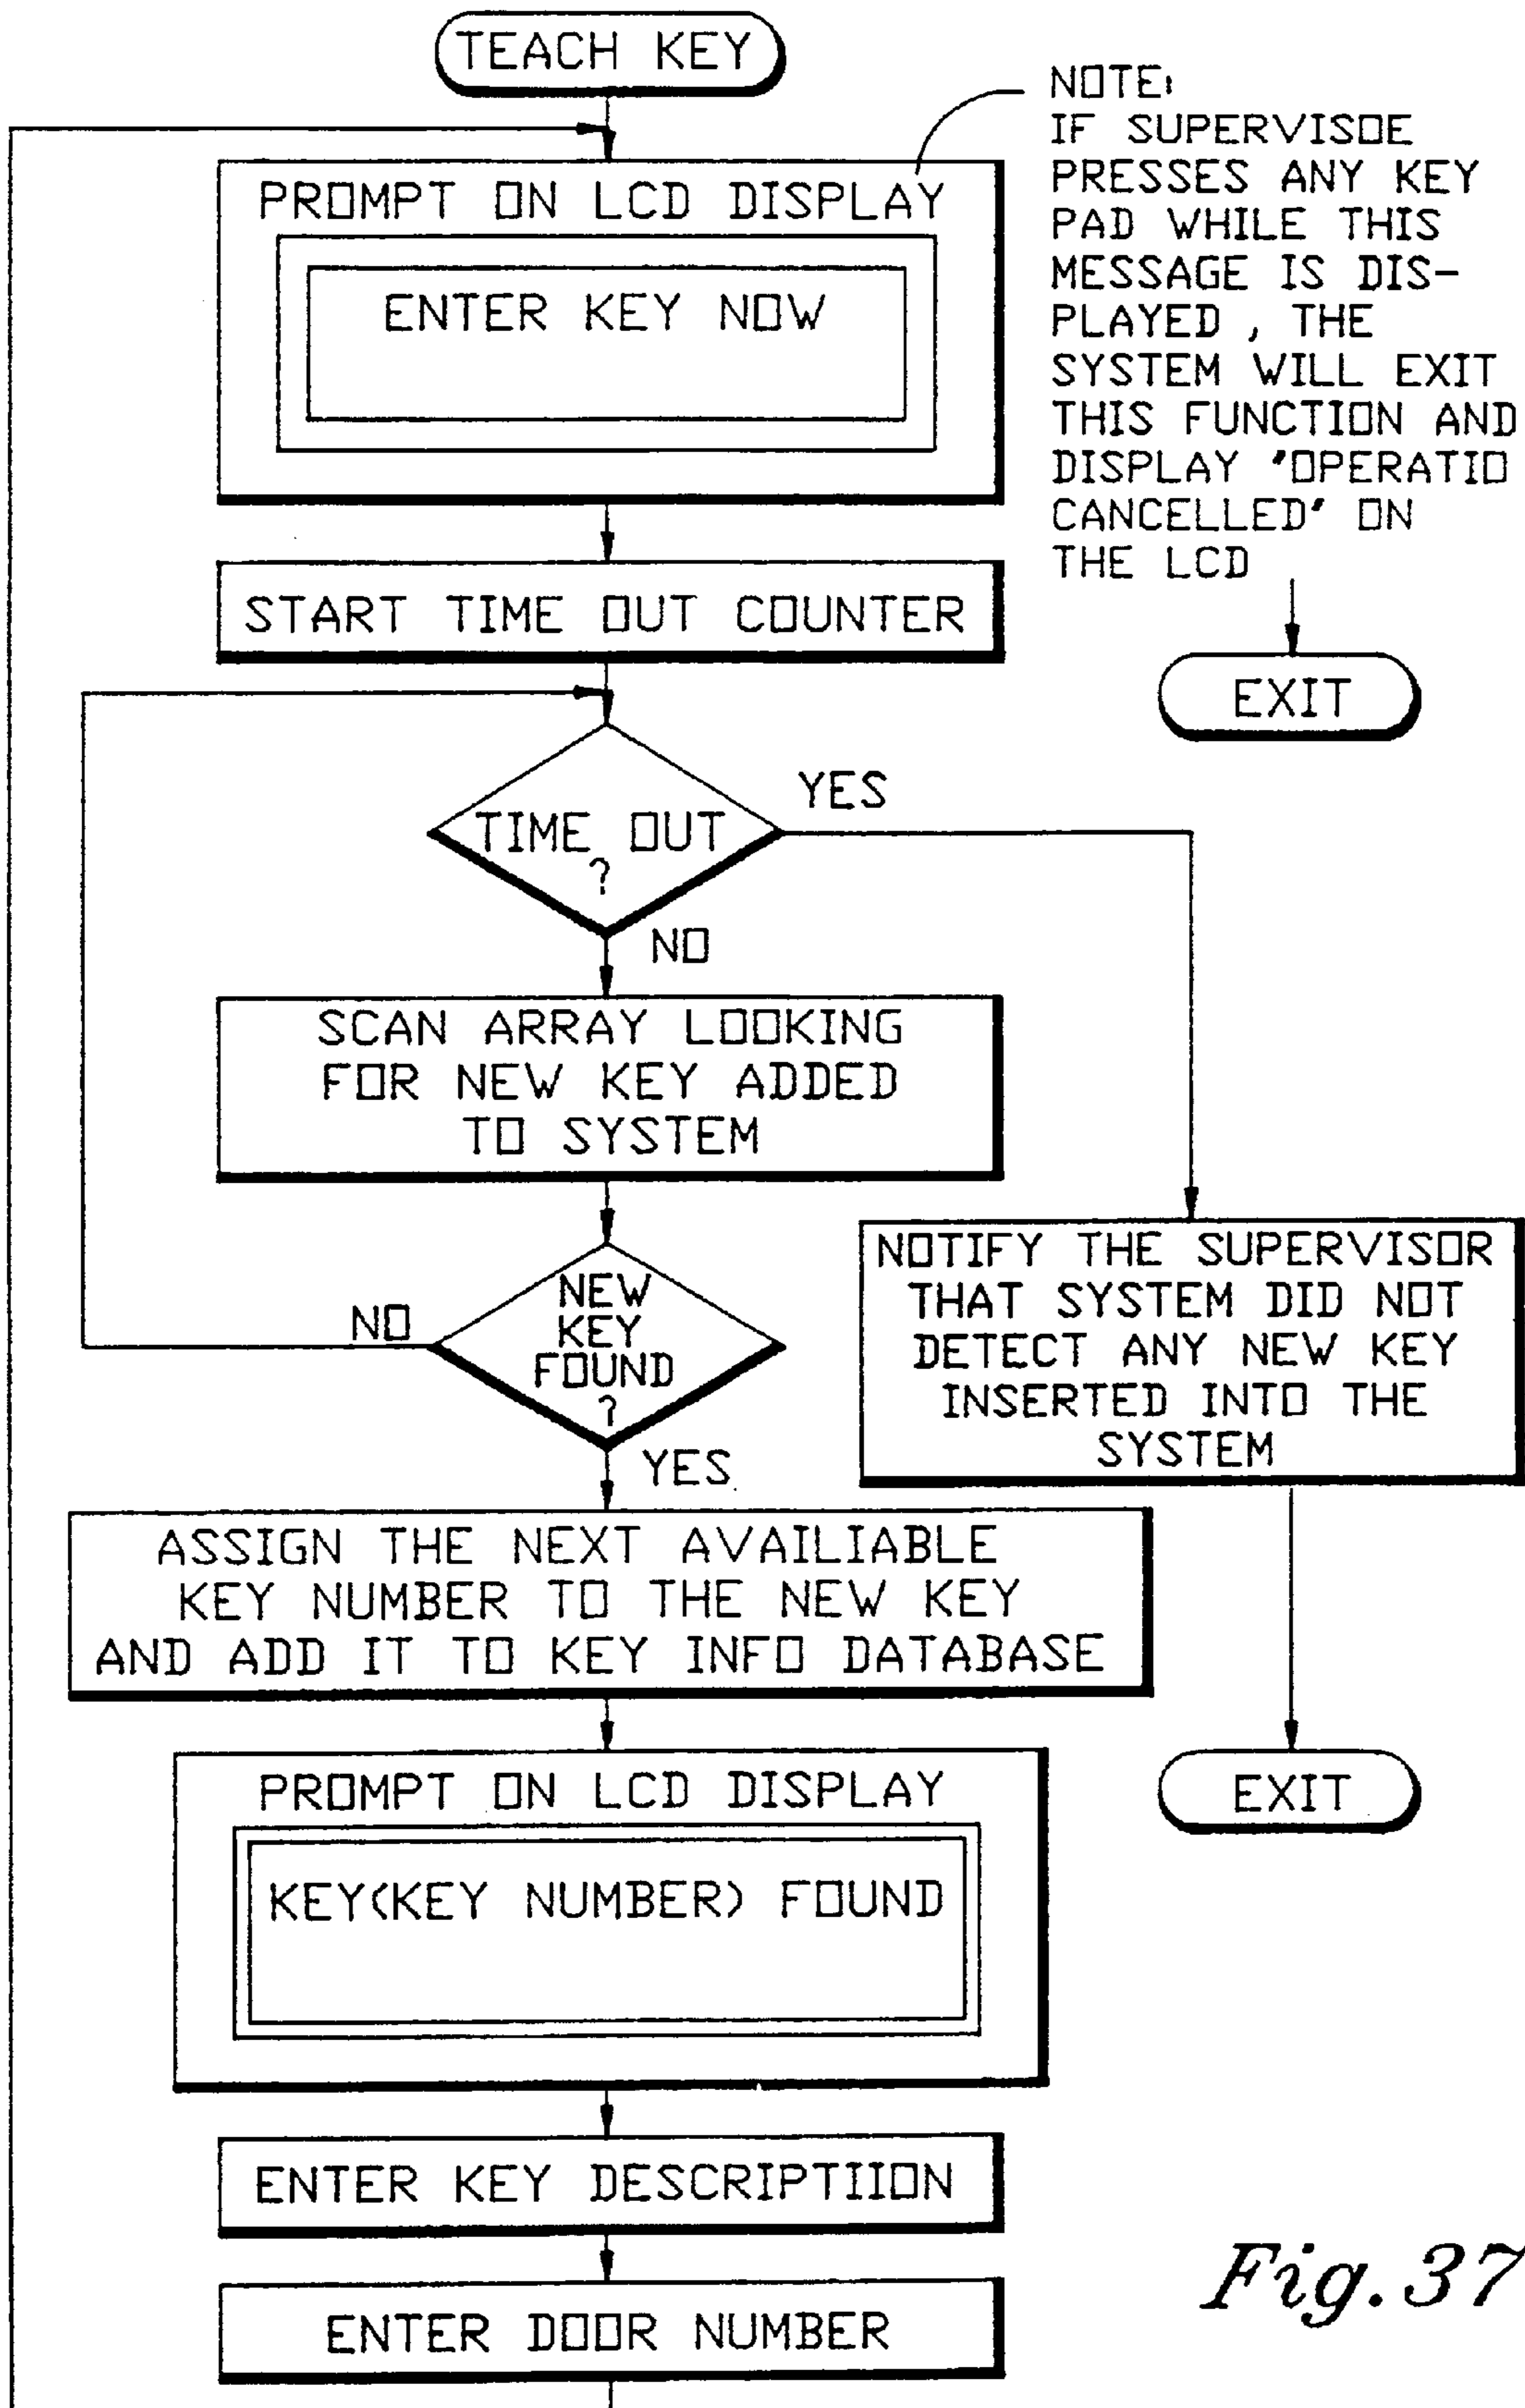 TEACH KEY
NOTE:
IF SUPERVISOE
PRESSES ANY KEY
PAD WHILE THIS
MESSAGE IS DIS-
PLAYED , THE
SYSTEM WILL EXIT
THIS FUNCTION AND
DISPLAY 'OPERATIO
CANCELLED' ON
THE LCD
EXIT
PROMPT ON LCD DISPLAY
ENTER KEY NOW
START TIME OUT COUNTER
TIME OUT
?
YES
NO
SCAN ARRAY LOOKING
FOR NEW KEY ADDED
TO SYSTEM
NEW
KEY
FOUND
?
NO
YES
NOTIFY THE SUPERVISOR
THAT SYSTEM DID NOT
DETECT ANY NEW KEY
INSERTED INTO THE
SYSTEM
EXIT
ASSIGN THE NEXT AVAILIABLE
KEY NUMBER TO THE NEW KEY
AND ADD IT TO KEY INFO DATABASE
PROMPT ON LCD DISPLAY
KEY(KEY NUMBER) FOUND
ENTER KEY DESCRIPTIION
ENTER DOOR NUMBER
Fig. 37